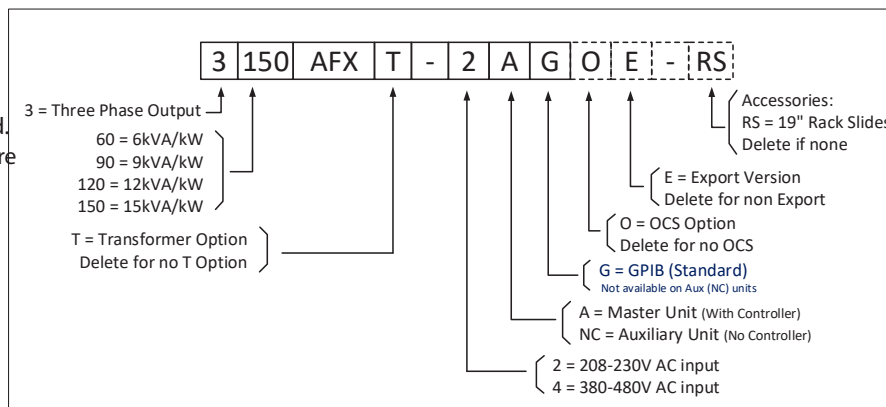 3 150 AFX T - 2 A G O E - RS
3 = Three Phase Output
d.
re
60 = 6kVA/kW
90 = 9kVA/kW
120 = 12kVA/kW
150 = 15kVA/kW
T = Transformer Option
Delete for no T Option
Accessories:
RS = 19" Rack Slides
Delete if none
E = Export Version
Delete for non Export
O = OCS Option
Delete for no OCS
G = GPIB (Standard)
Not available on Aux (NC) units
A = Master Unit (With Controller)
NC = Auxiliary Unit (No Controller)
2 = 208-230V AC input
4 = 380-480V AC input